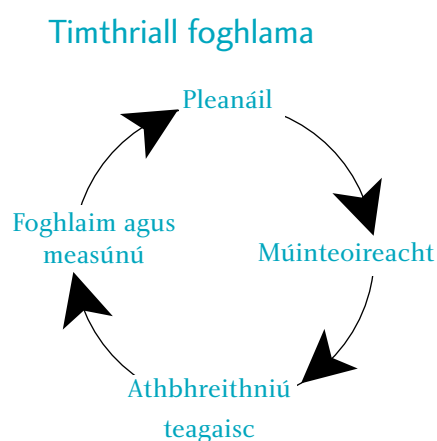 Timthriall foghlama
Pleanáil
Múinteoireacht
Athbhreithniú
teagaisc
Foghlaim agus
measúnú